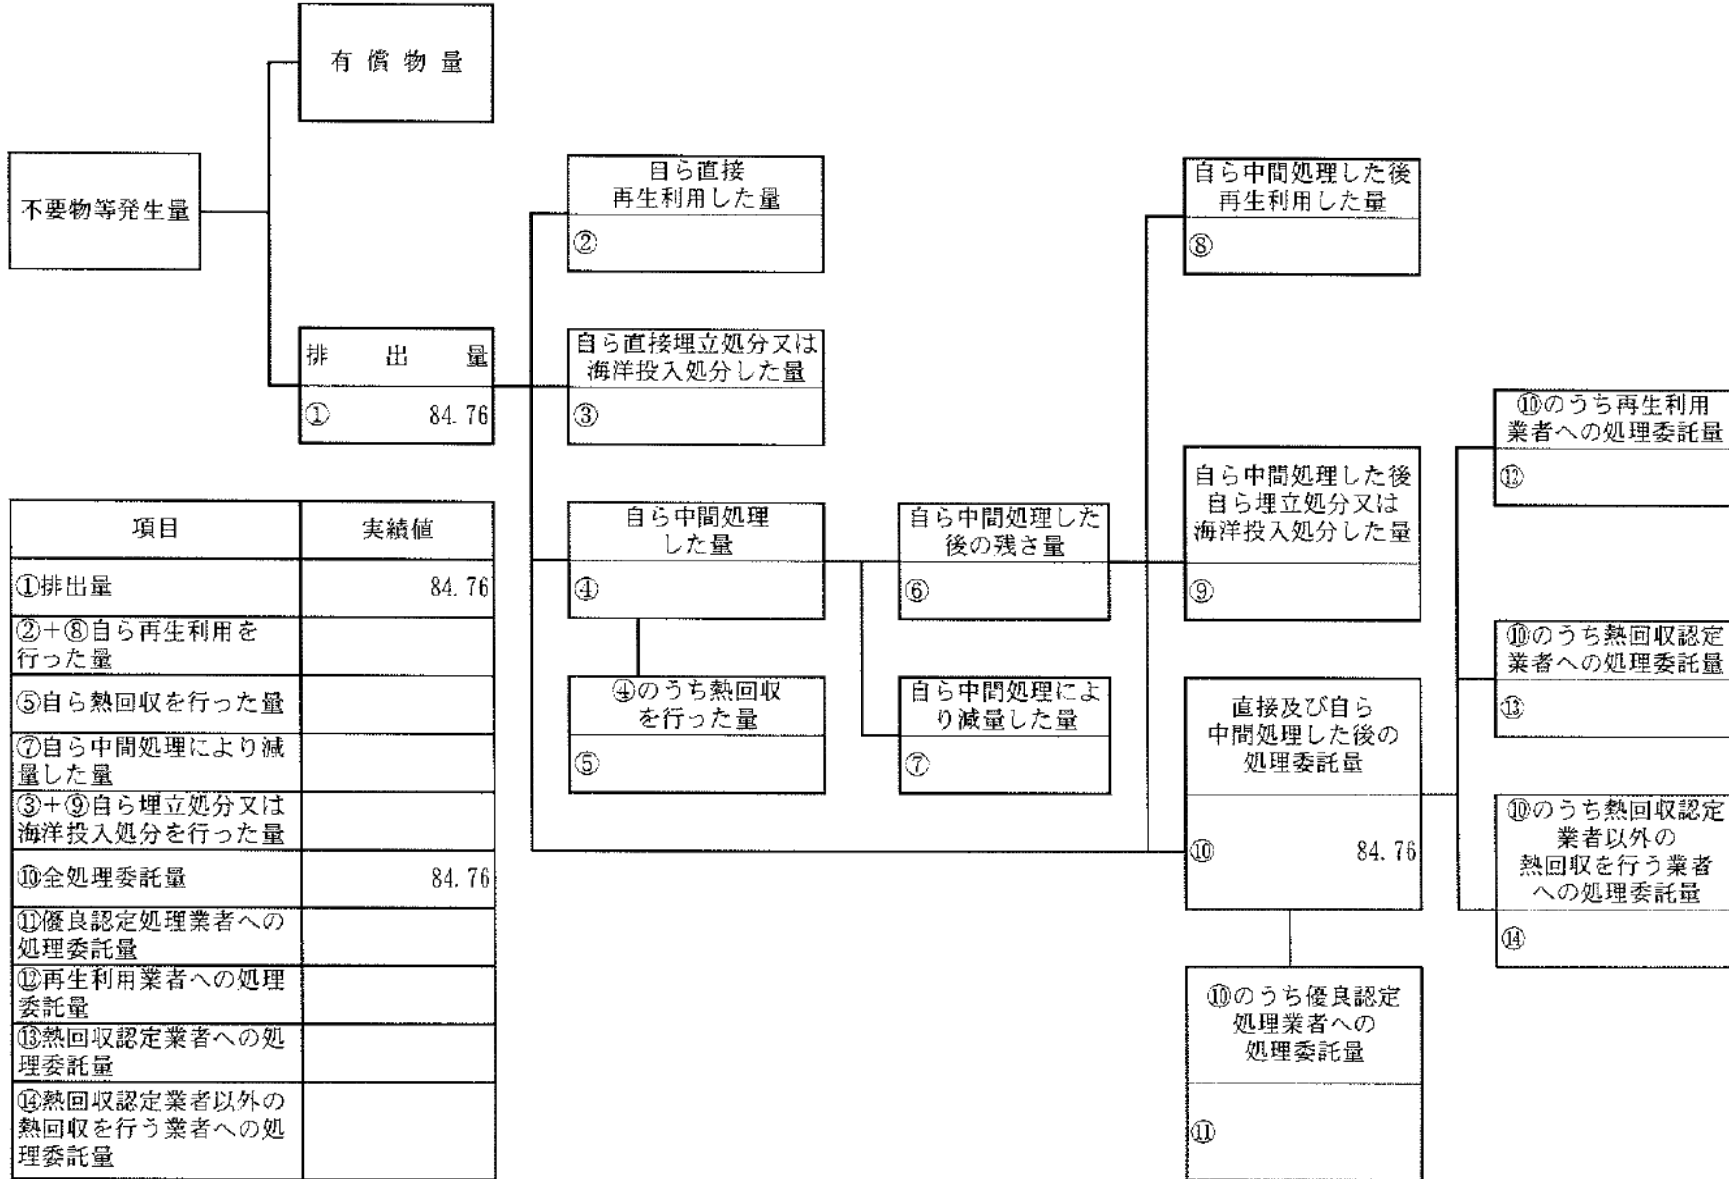 有償物量
不要物等発生量
排出量
① 84.76
自ら直接
再生利用した量
②
自ら直接埋立処分又は
海洋投入処分した量
③
自ら中間処理
した量
④
④のうち熱回収
を行った量
⑤
自ら中間処理した
後の残さ量
⑥
自ら中間処理によ
り減量した量
⑦
自ら中間処理した後
再生利用した量
⑧
自ら中間処理した後
自ら埋立処分又は
海洋投入処分した量
⑨
直接及び自ら
中間処理した後の
処理委託量
⑩ 84.76
⑩のうち優良認定
処理業者への
処理委託量
⑪
⑩のうち再生利用
業者への処理委託量
⑫
⑩のうち熱回収認定
業者への処理委託量
⑬
⑩のうち熱回収認定
業者以外の
熱回収を行う業者
への処理委託量
⑭
項目 実績値
①排出量 84.76
②+⑧自ら再生利用を
行った量
⑤自ら熱回収を行った量
⑦自ら中間処理により減
量した量
③+⑨自ら埋立処分又は
海洋投入処分を行った量
⑩全処理委託量 84.76
⑪優良認定処理業者への
処理委託量
⑫再生利用業者への処理
委託量
⑬熱回収認定業者への処
理委託量
⑭熱回収認定業者以外の
熱回収を行う業者への処
理委託量